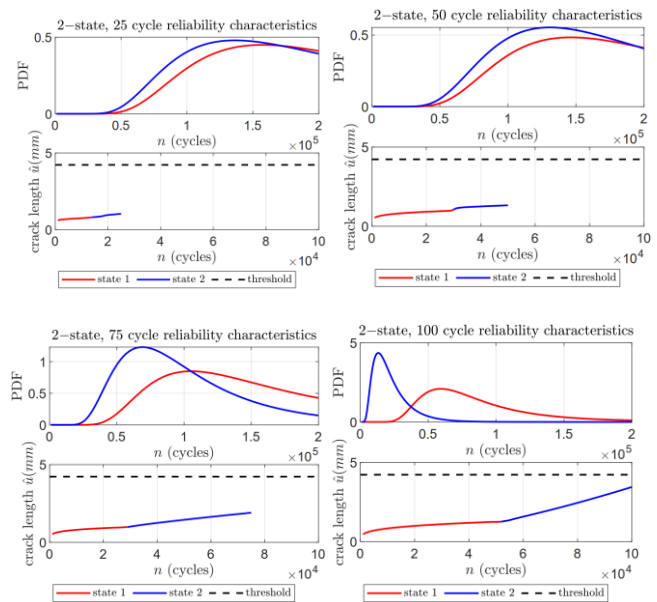 2-state, 25 cycle reliability characteristics
0.5
PDF
0
0 0.5 1 1.5 2
n (cycles) ×10^5
5
crack length û(mm)
0
0 2 4 6 8 10
n (cycles) ×10^4
state 1 state 2 threshold
2-state, 50 cycle reliability characteristics
0.5
PDF
0
0 0.5 1 1.5 2
n (cycles) ×10^5
5
crack length û(mm)
0
0 2 4 6 8 10
n (cycles) ×10^4
state 1 state 2 threshold
2-state, 75 cycle reliability characteristics
1
PDF
0.5
0
0 0.5 1 1.5 2
n (cycles) ×10^5
5
crack length û(mm)
0
0 2 4 6 8 10
n (cycles) ×10^4
state 1 state 2 threshold
2-state, 100 cycle reliability characteristics
5
PDF
0
0 0.5 1 1.5 2
n (cycles) ×10^5
5
crack length û(mm)
0
0 2 4 6 8 10
n (cycles) ×10^4
state 1 state 2 threshold